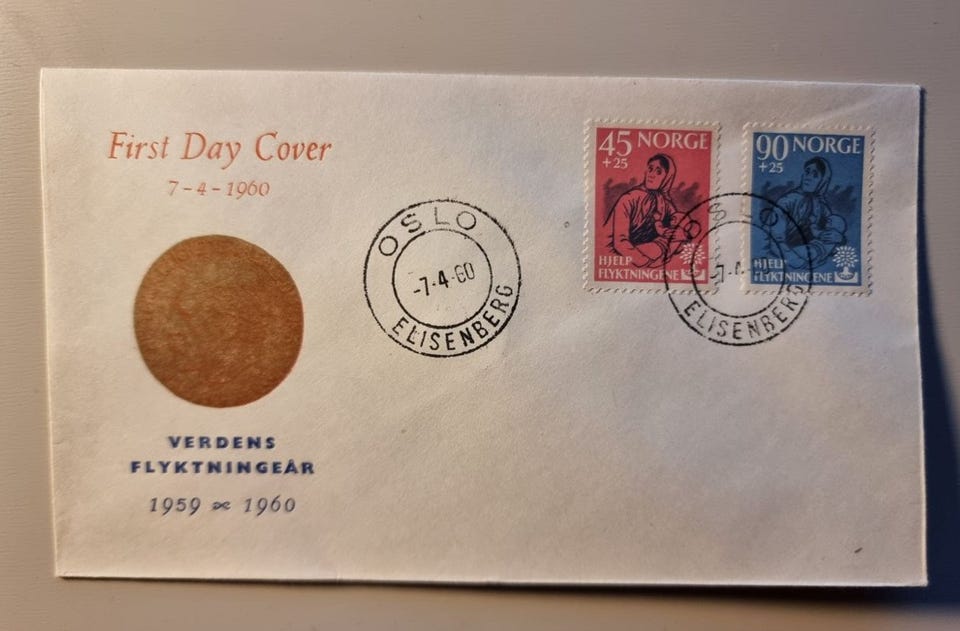 First Day Cover
7-4-1960
VERDENS
FLYKTNINGEÅR
1959 1960
OSLO
-7-4-60
ELISENBERG
45 NORGE
+25
HJELP
FLYKTNINGENE
90 NORGE
+25
HJELP
FLYKTNINGENE
ELISENBERG